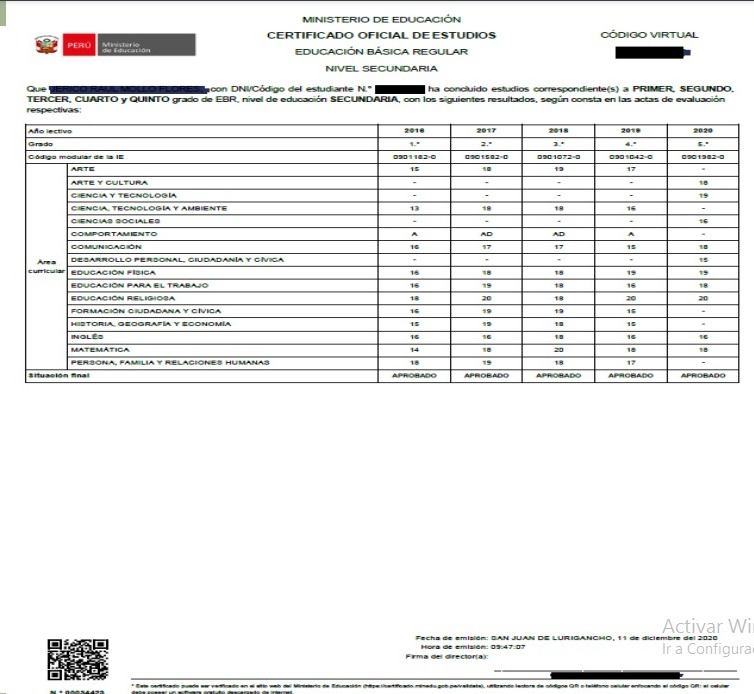 MINISTERIO DE EDUCACIÓN
CERTIFICADO OFICIAL DE ESTUDIOS
EDUCACIÓN BÁSICA REGULAR
NIVEL SECUNDARIA
PERÚ Ministerio de Educación
CÓDIGO VIRTUAL
Que con DNI/Código del estudiante N.° ha concluido estudios correspondiente(s) a PRIMER, SEGUNDO,
TERCER, CUARTO y QUINTO grado de EBR, nivel de educación SECUNDARIA, con los siguientes resultados, según consta en las actas de evaluación
respectivas:
Año lectivo 2016 2017 2018 2019 2020
Grado 1.° 2.° 3.° 4.° 5.°
Código modular de la IE 0901182-0 0901582-0 0901072-0 0901042-0 0901982-0
Área curricular
ARTE 15 18 19 17 -
ARTE Y CULTURA - - - - 18
CIENCIA Y TECNOLOGÍA - - - - 19
CIENCIA, TECNOLOGÍA Y AMBIENTE 13 18 18 16 -
CIENCIAS SOCIALES - - - - 16
COMPORTAMIENTO A AD AD A -
COMUNICACIÓN 16 17 17 15 18
DESARROLLO PERSONAL, CIUDADANÍA Y CÍVICA - - - - 15
EDUCACIÓN FÍSICA 16 18 18 19 19
EDUCACIÓN PARA EL TRABAJO 16 19 18 16 18
EDUCACIÓN RELIGIOSA 18 20 18 20 20
FORMACIÓN CIUDADANA Y CÍVICA 16 19 19 15 -
HISTORIA, GEOGRAFÍA Y ECONOMÍA 15 19 18 15 -
INGLÉS 16 18 18 16 16
MATEMÁTICA 14 18 20 18 18
PERSONA, FAMILIA Y RELACIONES HUMANAS 18 19 18 17 -
Situación final APROBADO APROBADO APROBADO APROBADO APROBADO
Activar Wi
Ir a Configura
Fecha de emisión: SAN JUAN DE LURIGANCHO, 11 de diciembre del 2020
Hora de emisión: 09:47:07
Firma del director(a):
N.° 00034423
* Este certificado puede ser verificado en el sitio web del Ministerio de Educación (https://certificado.minedu.gob.pe/validata), utilizando lectora de códigos QR o teléfono celular enfocando al código QR: el celular
debe poseer un software gratuito descargado de internet.